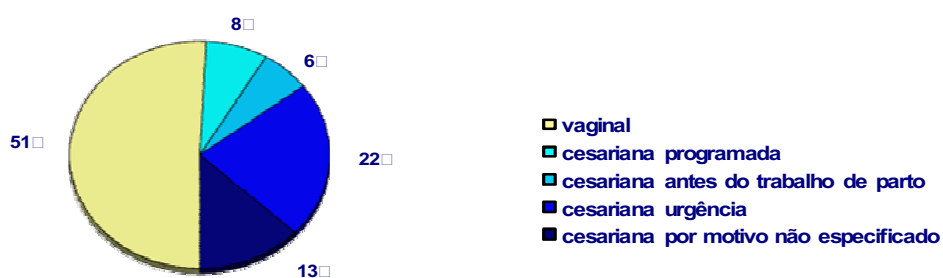 8□
6□
51□
22□
13□
vaginal
cesariana programada
cesariana antes do trabalho de parto
cesariana urgência
cesariana por motivo não especificado